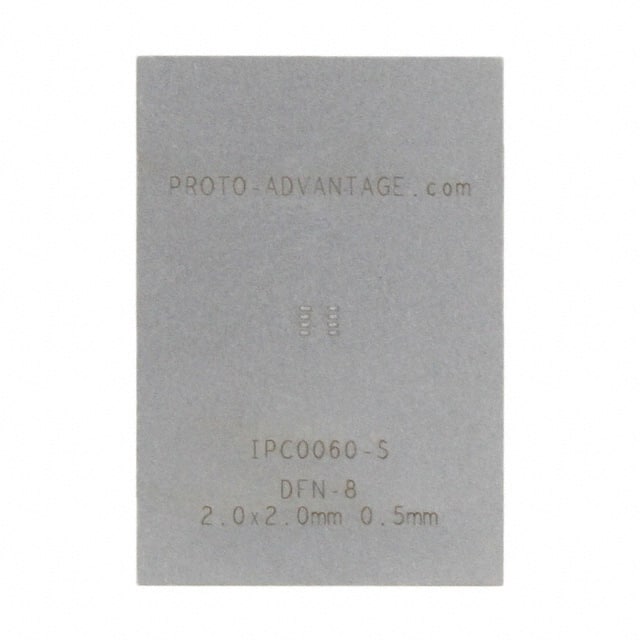 PROTO-ADVANTAGE.com
IPC0060-S
DFN-8
2.0x2.0mm 0.5mm